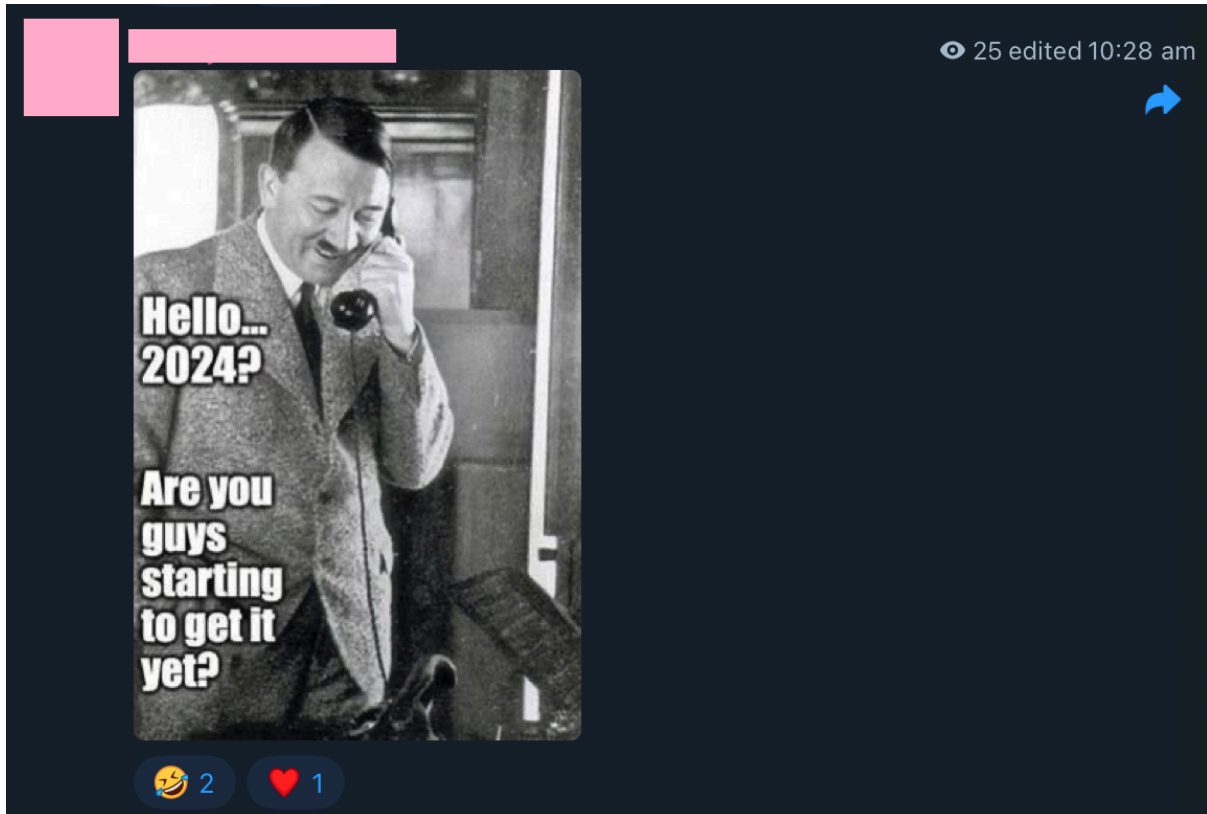 25 edited 10:28 am
Hello...
2024?
Are you
guys
starting
to get it
yet?
2
1